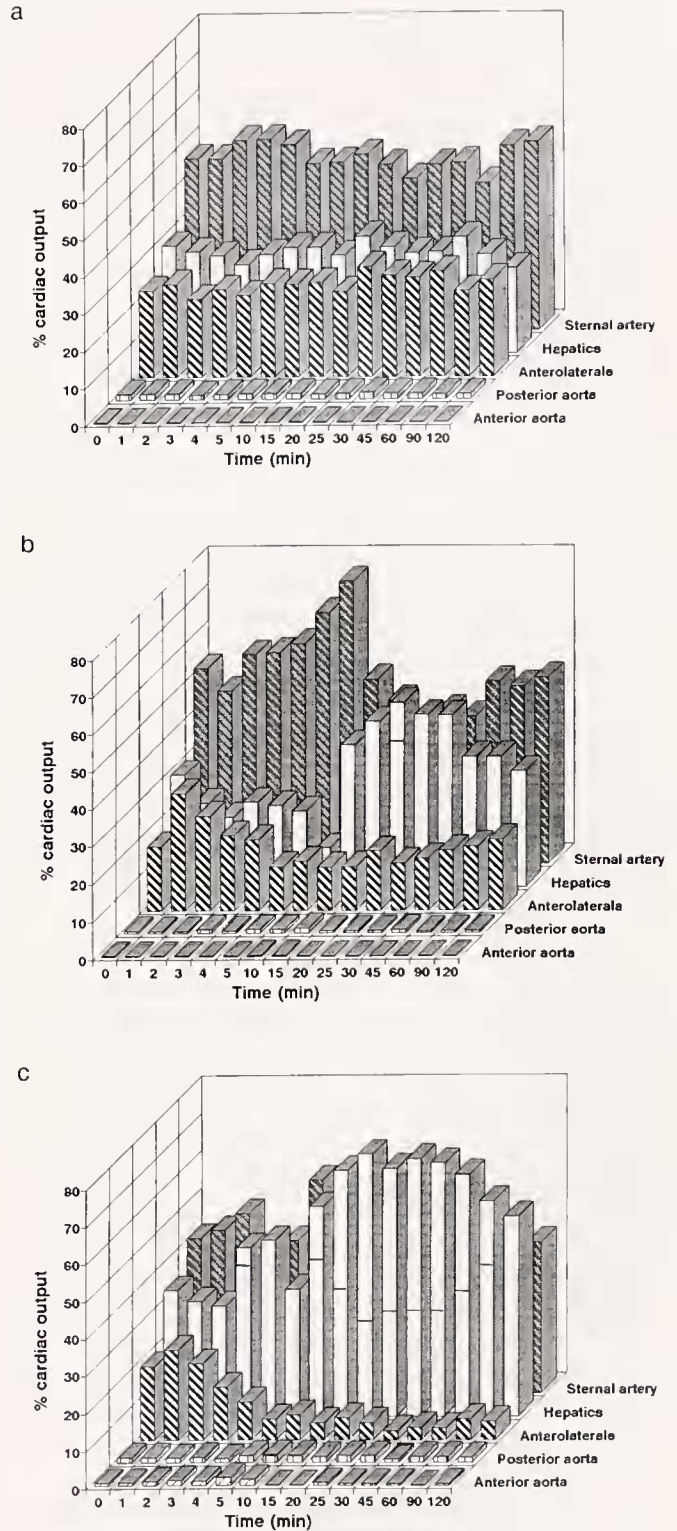 a
80
70
60
50
40
30
20
10
0
% cardiac output
0 1 2 3 4 5 10 15 20 25 30 45 60 90 120
Time (min)
Sternal artery
Hepatics
Anterolaterals
Posterior aorta
Anterior aorta
b
80
70
60
50
40
30
20
10
0
% cardiac output
0 1 2 3 4 5 10 15 20 25 30 45 60 90 120
Time (min)
Sternal artery
Hepatics
Anterolaterals
Posterior aorta
Anterior aorta
c
80
70
60
50
40
30
20
10
0
% cardiac output
0 1 2 3 4 5 10 15 20 25 30 45 60 90 120
Time (min)
Sternal artery
Hepatics
Anterolaterals
Posterior aorta
Anterior aorta